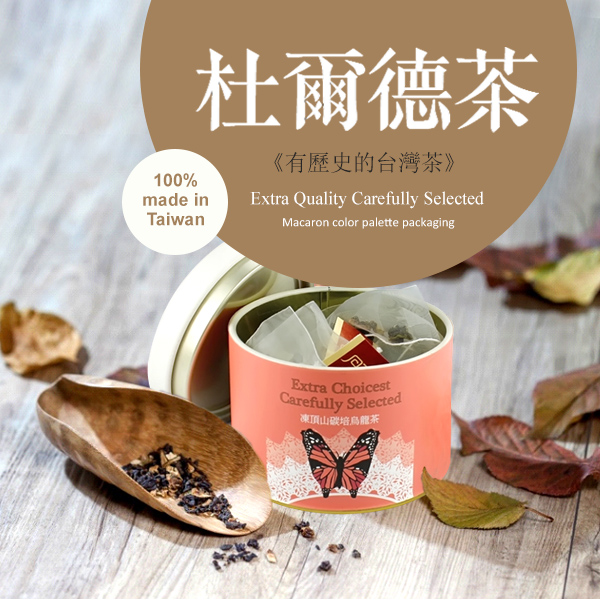 杜爾德茶
《有歷史的台灣茶》
100%
made in
Taiwan
Extra Quality Carefully Selected
Macaron color palette packaging
Extra Choicest
Carefully Selected
凍頂山碳培烏龍茶